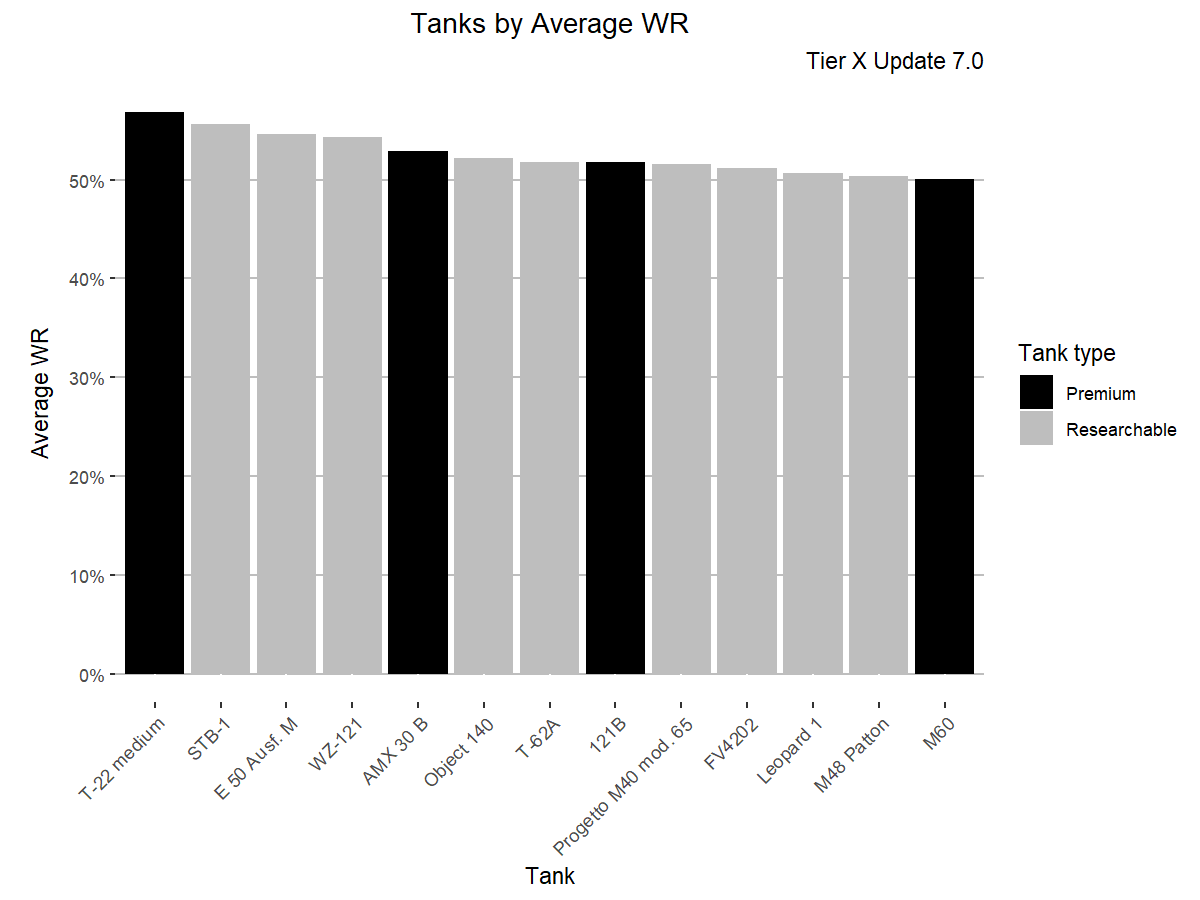 Tanks by Average WR
Tier X Update 7.0
Average WR
50%
40%
30%
20%
10%
0%
T-22 medium
STB-1
E 50 Ausf. M
WZ-121
AMX 30 B
Object 140
T-62A
121B
Progetto M40 mod. 65
FV4202
Leopard 1
M48 Patton
M60
Tank
Tank type
Premium
Researchable